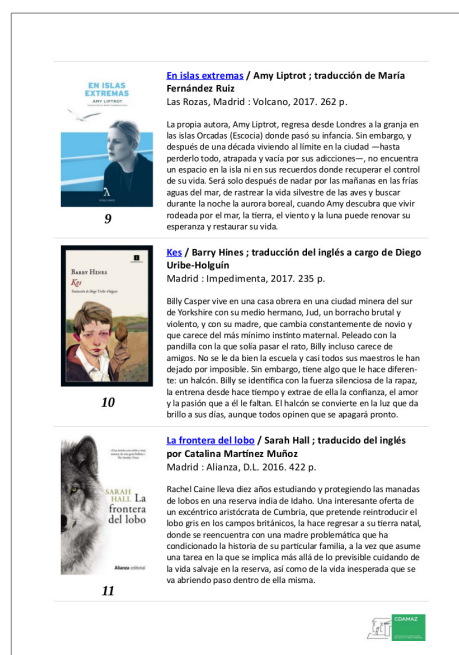 En islas extremas / Amy Liptrot ; traducción de María
Fernández Ruiz
Las Rozas, Madrid : Volcano, 2017. 262 p.
EN ISLAS
EXTREMAS
AMY LIPTROT
La propia autora, Amy Liptrot, regresa desde Londres a la granja en
las islas Orcadas (Escocia) donde pasó su infancia. Sin embargo, y
después de una década viviendo al límite en la ciudad —hasta
perderlo todo, atrapada y vacía por sus adicciones—, no encuentra
un espacio en la isla ni en sus recuerdos donde recuperar el control
de su vida. Será solo después de nadar por las mañanas en las frías
aguas del mar, de rastrear la vida silvestre de las aves y buscar
durante la noche la aurora boreal, cuando Amy descubra que vivir
rodeada por el mar, la tierra, el viento y la luna puede renovar su
esperanza y restaurar su vida.
9
Kes / Barry Hines ; traducción del inglés a cargo de Diego
Uribe-Holguín
Madrid : Impedimenta, 2017. 235 p.
BARRY HINES
Kes
Billy Casper vive en una casa obrera en una ciudad minera del sur
de Yorkshire con su medio hermano, Jud, un borracho brutal y
violento, y con su madre, que cambia constantemente de novio y
que carece del más mínimo instinto maternal. Peleado con la
pandilla con la que solía pasar el rato, Billy incluso carece de
amigos. No se le da bien la escuela y casi todos sus maestros le han
dejado por imposible. Sin embargo, tiene algo que le hace diferen-
te: un halcón. Billy se identifica con la fuerza silenciosa de la rapaz,
la entrena desde hace tiempo y extrae de ella la confianza, el amor
y la pasión que a él le faltan. El halcón se convierte en la luz que da
brillo a sus días, aunque todos opinen que se apagará pronto.
10
La frontera del lobo / Sarah Hall ; traducido del inglés
por Catalina Martínez Muñoz
Madrid : Alianza, D.L. 2016. 422 p.
SARAH
HALL La
frontera
del lobo
Alianza editorial
Rachel Caine lleva diez años estudiando y protegiendo las manadas
de lobos en una reserva india de Idaho. Una interesante oferta de
un excéntrico aristócrata de Cumbria, que pretende reintroducir el
lobo gris en los campos británicos, la hace regresar a su tierra natal,
donde se reencuentra con una madre problemática que ha
condicionado la historia de su particular familia, a la vez que asume
una tarea en la que se implica más allá de lo previsible cuidando de
la vida salvaje en la reserva, así como de la vida inesperada que se
va abriendo paso dentro de ella misma.
11
CDAMAZ